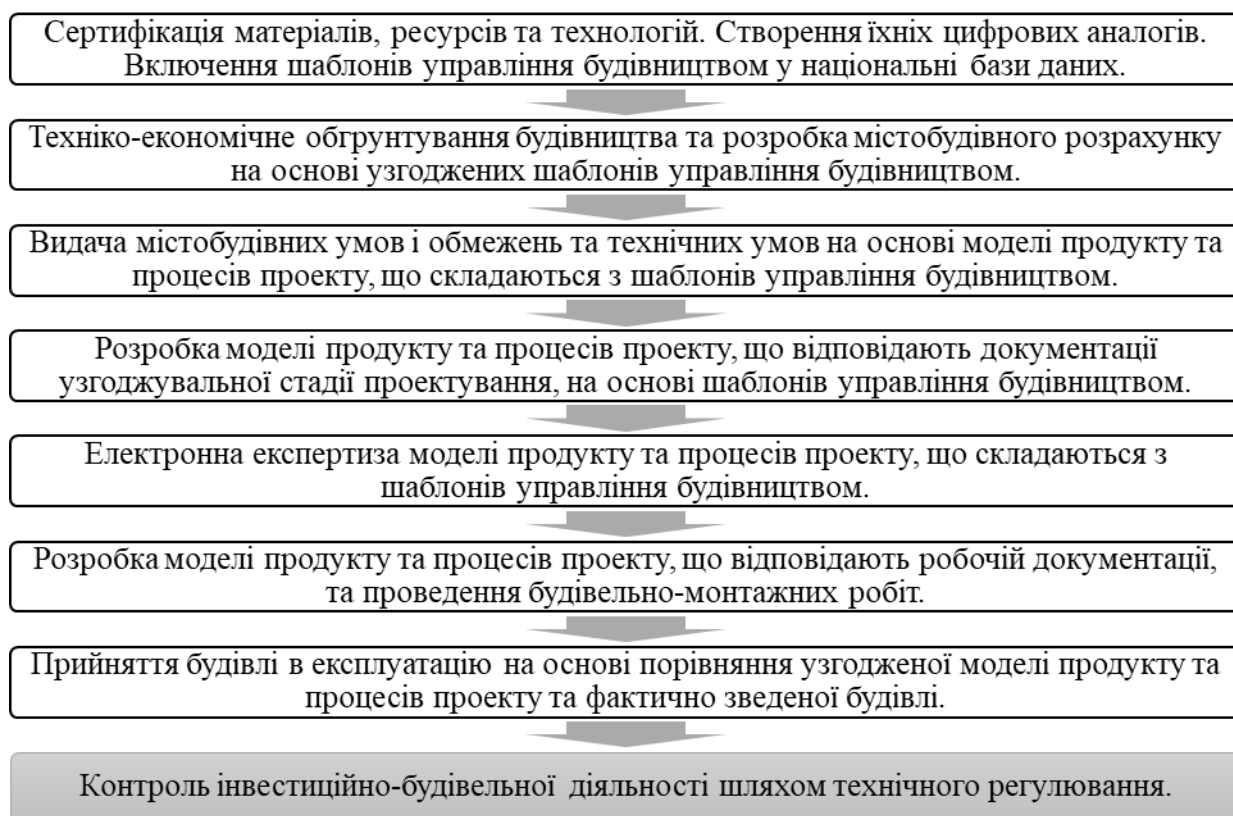 Сертифікація матеріалів, ресурсів та технологій. Створення їхніх цифрових аналогів.
Включення шаблонів управління будівництвом у національні бази даних.
Техніко-економічне обгрунтування будівництва та розробка містобудівного розрахунку
на основі узгоджених шаблонів управління будівництвом.
Видача містобудівних умов і обмежень та технічних умов на основі моделі продукту та
процесів проекту, що складаються з шаблонів управління будівництвом.
Розробка моделі продукту та процесів проекту, що відповідають документації
узгоджувальної стадії проектування, на основі шаблонів управління будівництвом.
Електронна експертиза моделі продукту та процесів проекту, що складаються з
шаблонів управління будівництвом.
Розробка моделі продукту та процесів проекту, що відповідають робочій документації,
та проведення будівельно-монтажних робіт.
Прийняття будівлі в експлуатацію на основі порівняння узгодженої моделі продукту та
процесів проекту та фактично зведеної будівлі.
Контроль інвестиційно-будівельної діяльності шляхом технічного регулювання.